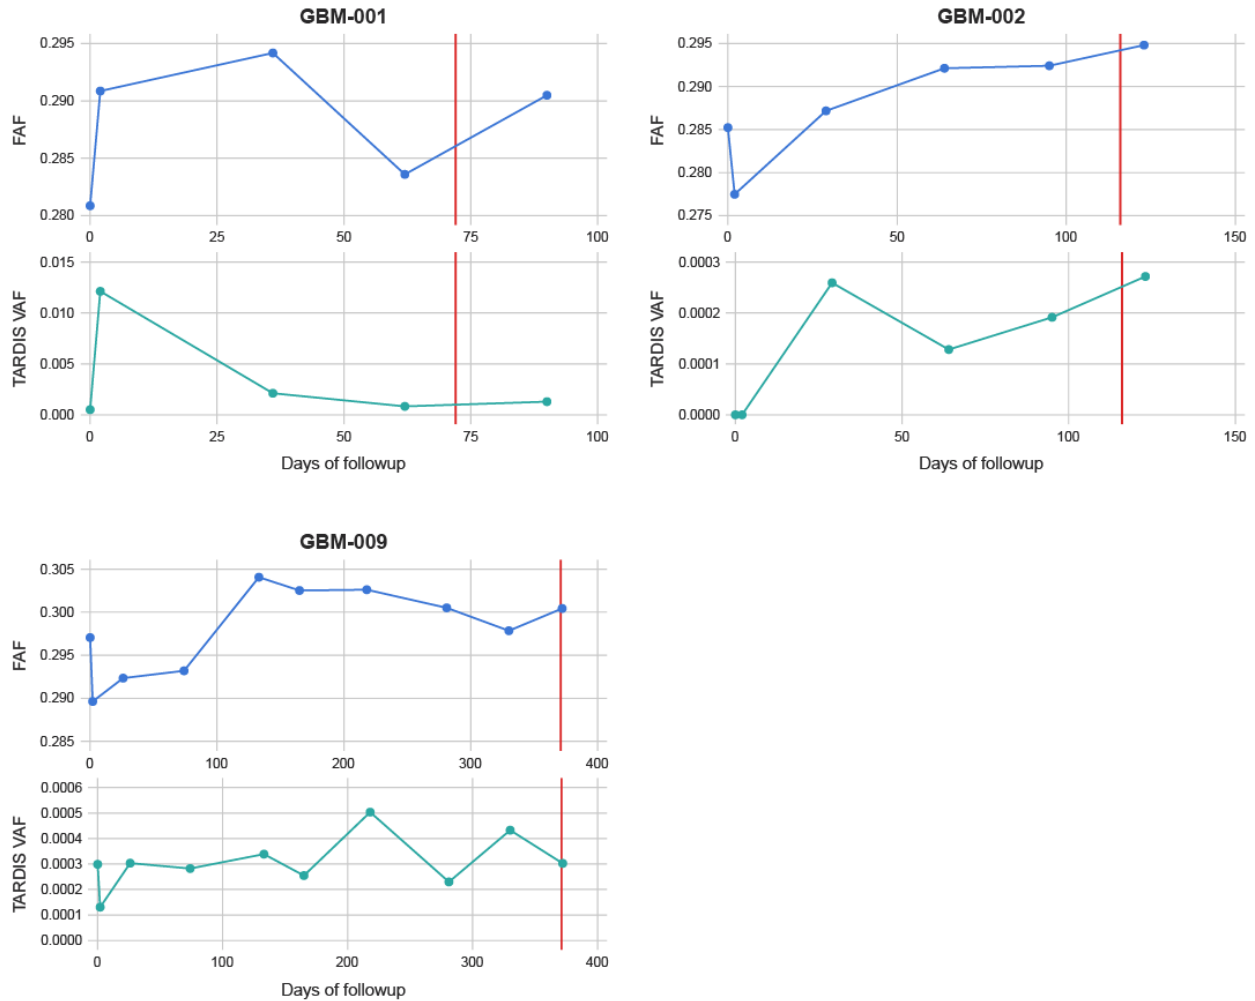 GBM-001
0.295
0.290
0.285
0.280
FAF
0 25 50 75 100
0.015
0.010
0.005
0.000
TARDIS VAF
0 25 50 75 100
Days of followup
GBM-002
0.295
0.290
0.285
0.280
0.275
FAF
0 50 100 150
0.0003
0.0002
0.0001
0.0000
TARDIS VAF
0 50 100 150
Days of followup
GBM-009
0.305
0.300
0.295
0.290
0.285
FAF
0 100 200 300 400
0.0006
0.0005
0.0004
0.0003
0.0002
0.0001
0.0000
TARDIS VAF
0 100 200 300 400
Days of followup